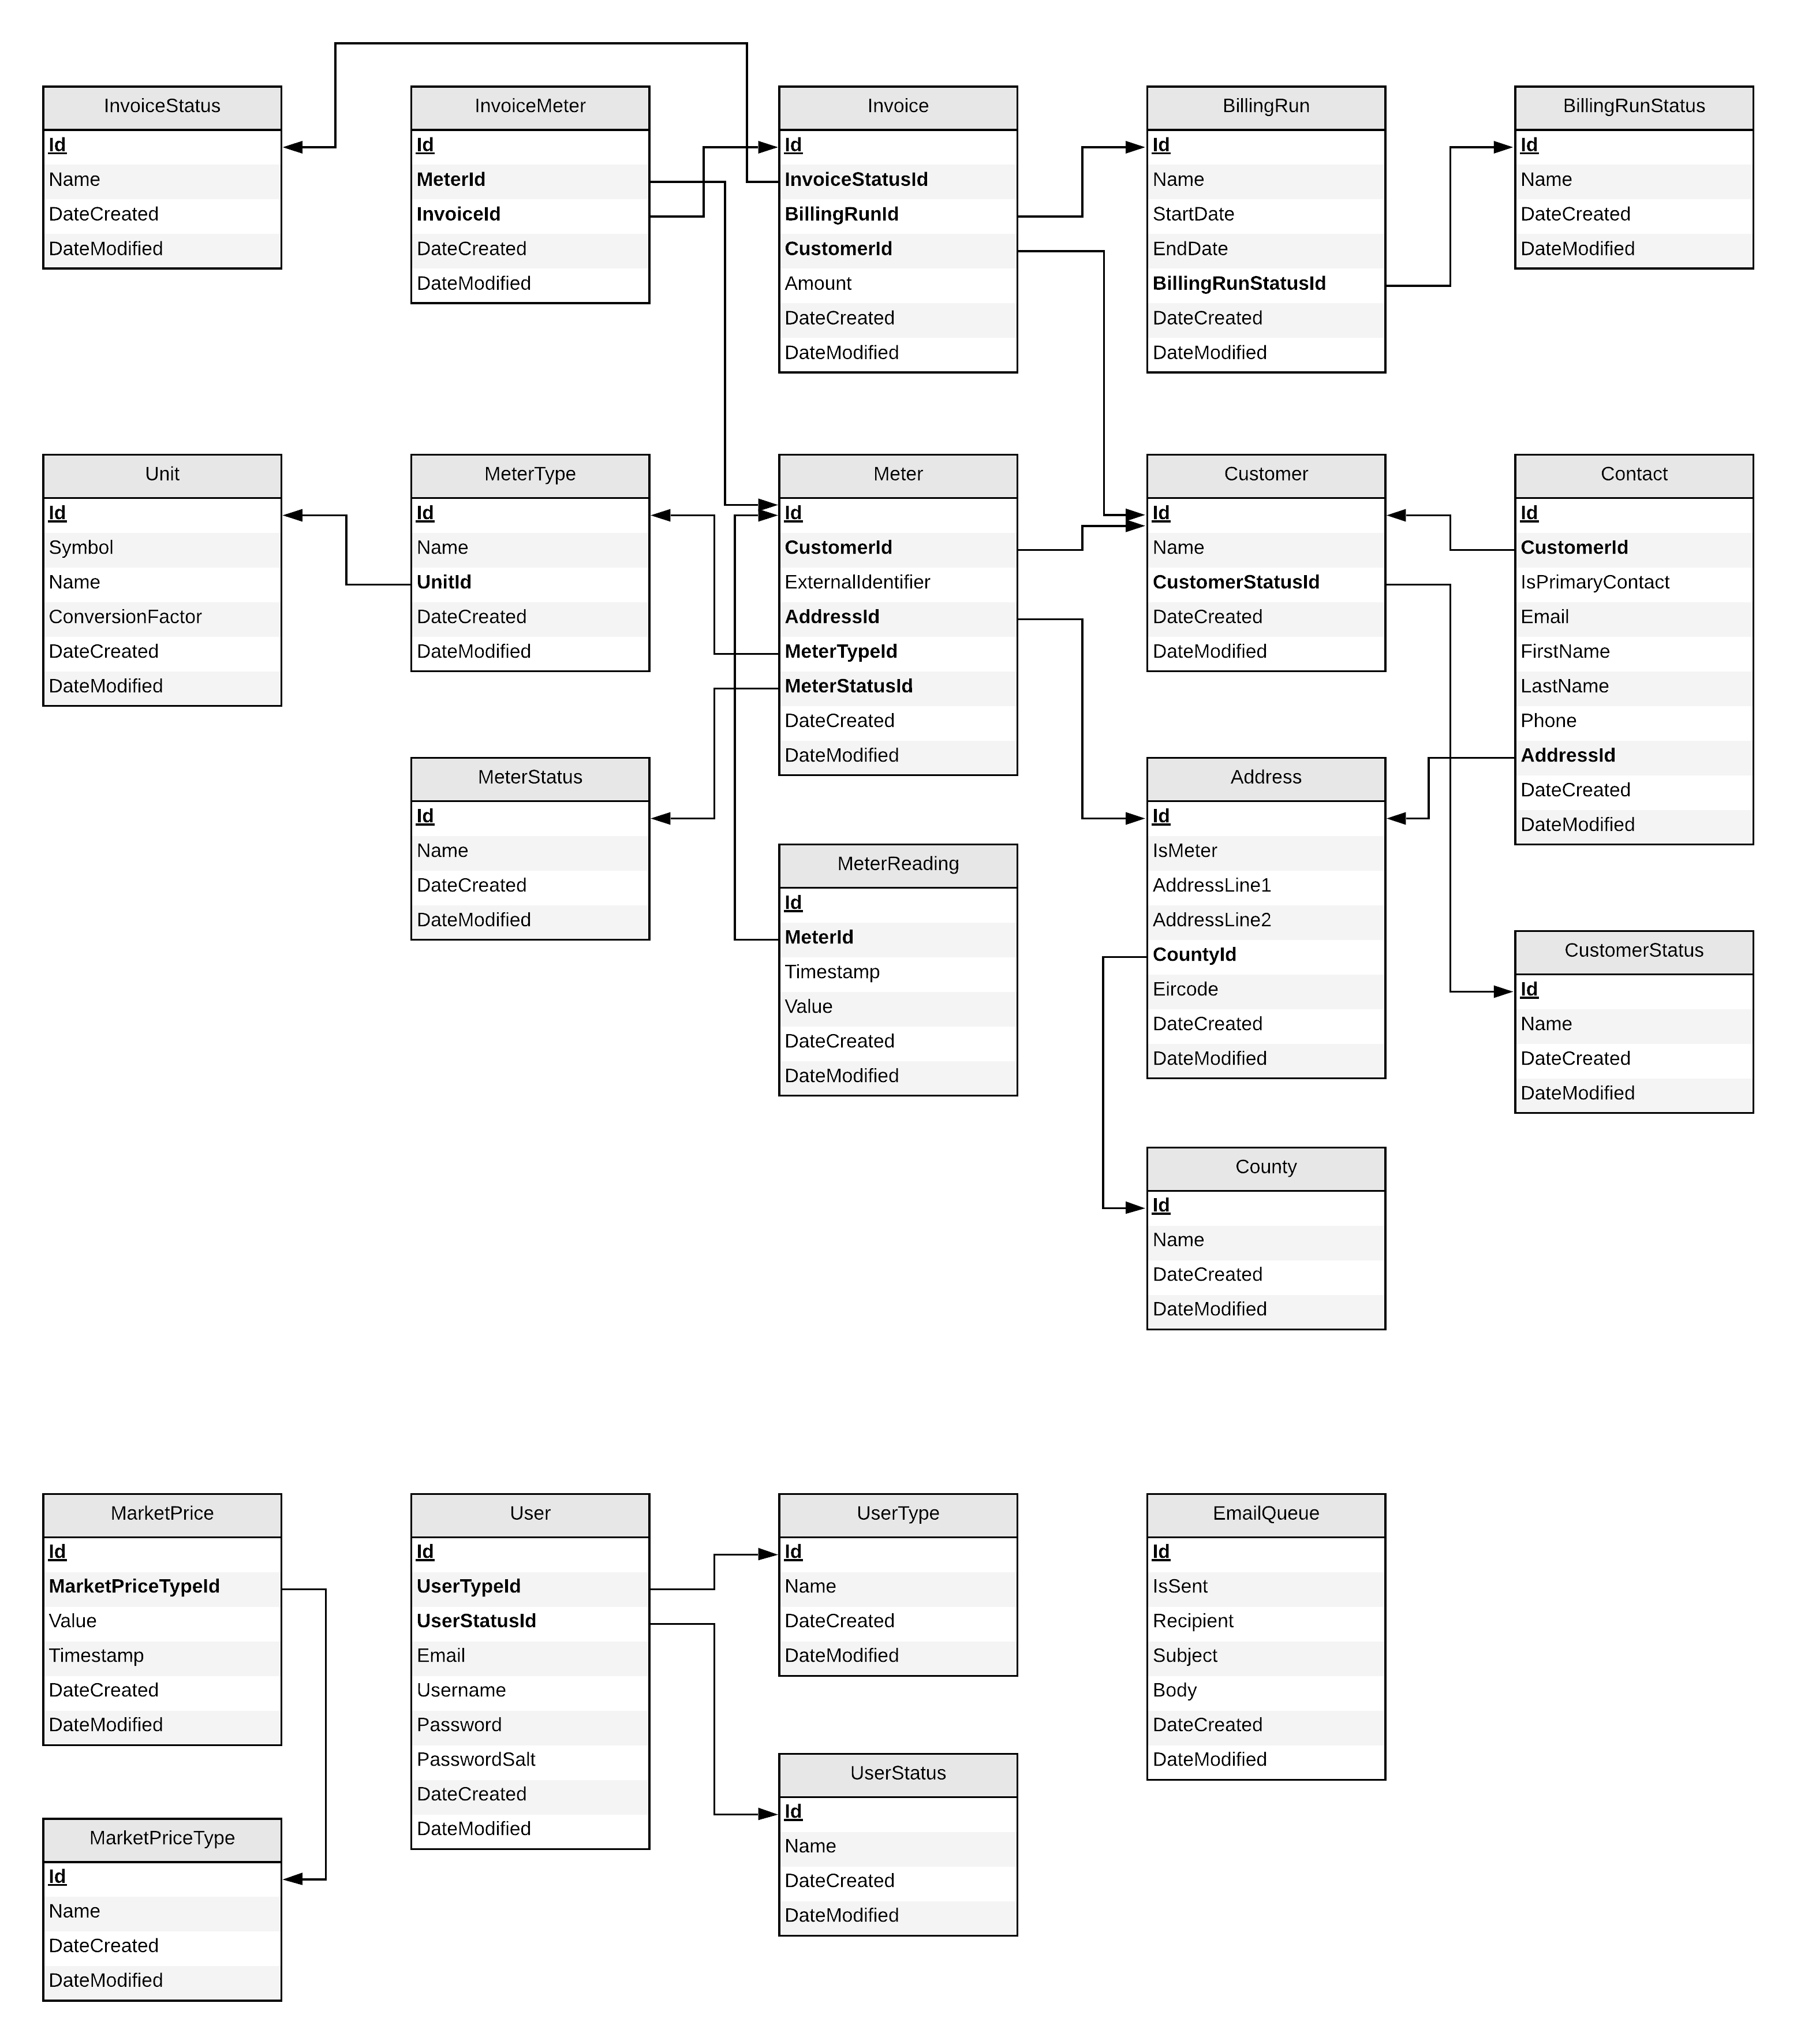 InvoiceStatus
Id
Name
DateCreated
DateModified
InvoiceMeter
Id
MeterId
InvoiceId
DateCreated
DateModified
Invoice
Id
InvoiceStatusId
BillingRunId
CustomerId
Amount
DateCreated
DateModified
BillingRun
Id
Name
StartDate
EndDate
BillingRunStatusId
DateCreated
DateModified
BillingRunStatus
Id
Name
DateCreated
DateModified
Unit
Id
Symbol
Name
ConversionFactor
DateCreated
DateModified
MeterType
Id
Name
UnitId
DateCreated
DateModified
Meter
Id
CustomerId
ExternalIdentifier
AddressId
MeterTypeId
MeterStatusId
DateCreated
DateModified
Customer
Id
Name
CustomerStatusId
DateCreated
DateModified
Contact
Id
CustomerId
IsPrimaryContact
Email
FirstName
LastName
Phone
AddressId
DateCreated
DateModified
MeterStatus
Id
Name
DateCreated
DateModified
MeterReading
Id
MeterId
Timestamp
Value
DateCreated
DateModified
Address
Id
IsMeter
AddressLine1
AddressLine2
CountyId
Eircode
DateCreated
DateModified
CustomerStatus
Id
Name
DateCreated
DateModified
County
Id
Name
DateCreated
DateModified
MarketPrice
Id
MarketPriceTypeId
Value
Timestamp
DateCreated
DateModified
User
Id
UserTypeId
UserStatusId
Email
Username
Password
PasswordSalt
DateCreated
DateModified
UserType
Id
Name
DateCreated
DateModified
EmailQueue
Id
IsSent
Recipient
Subject
Body
DateCreated
DateModified
UserStatus
Id
Name
DateCreated
DateModified
MarketPriceType
Id
Name
DateCreated
DateModified